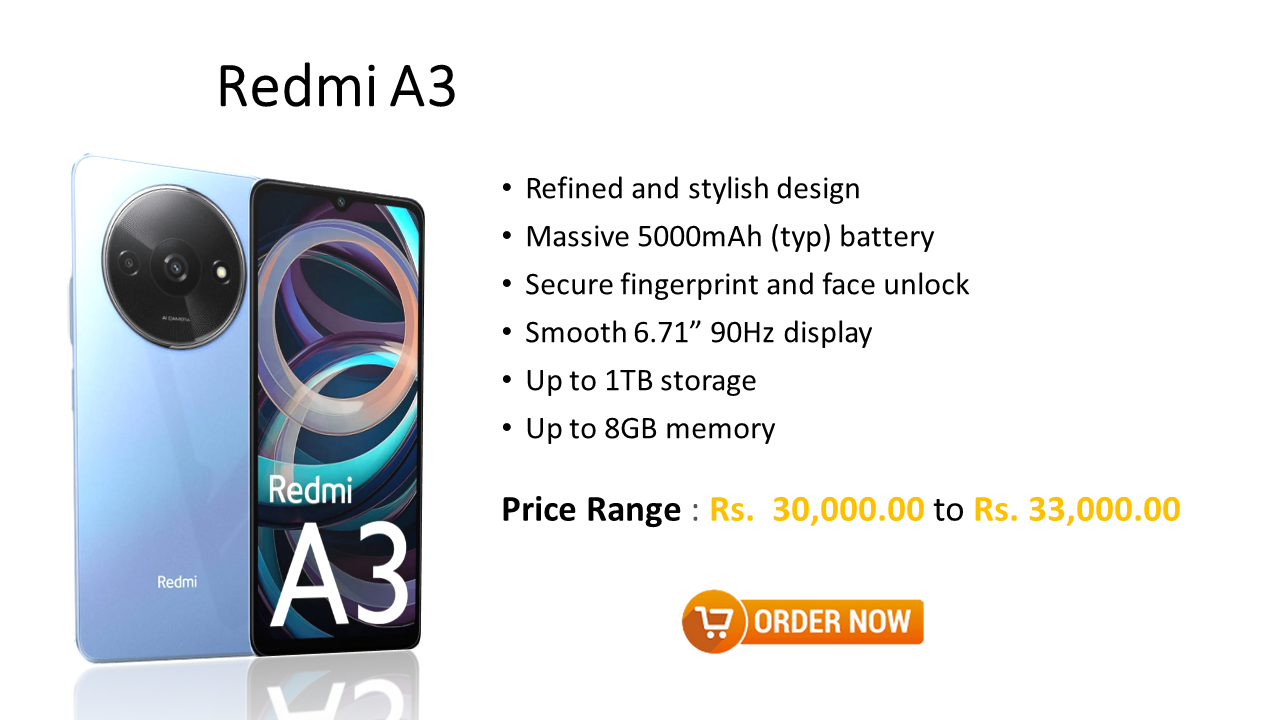 Redmi A3
• Refined and stylish design
• Massive 5000mAh (typ) battery
• Secure fingerprint and face unlock
• Smooth 6.71” 90Hz display
• Up to 1TB storage
• Up to 8GB memory
Price Range : Rs.  30,000.00 to Rs. 33,000.00
ORDER NOW
AI CAMERA
Redmi
A3
Redmi